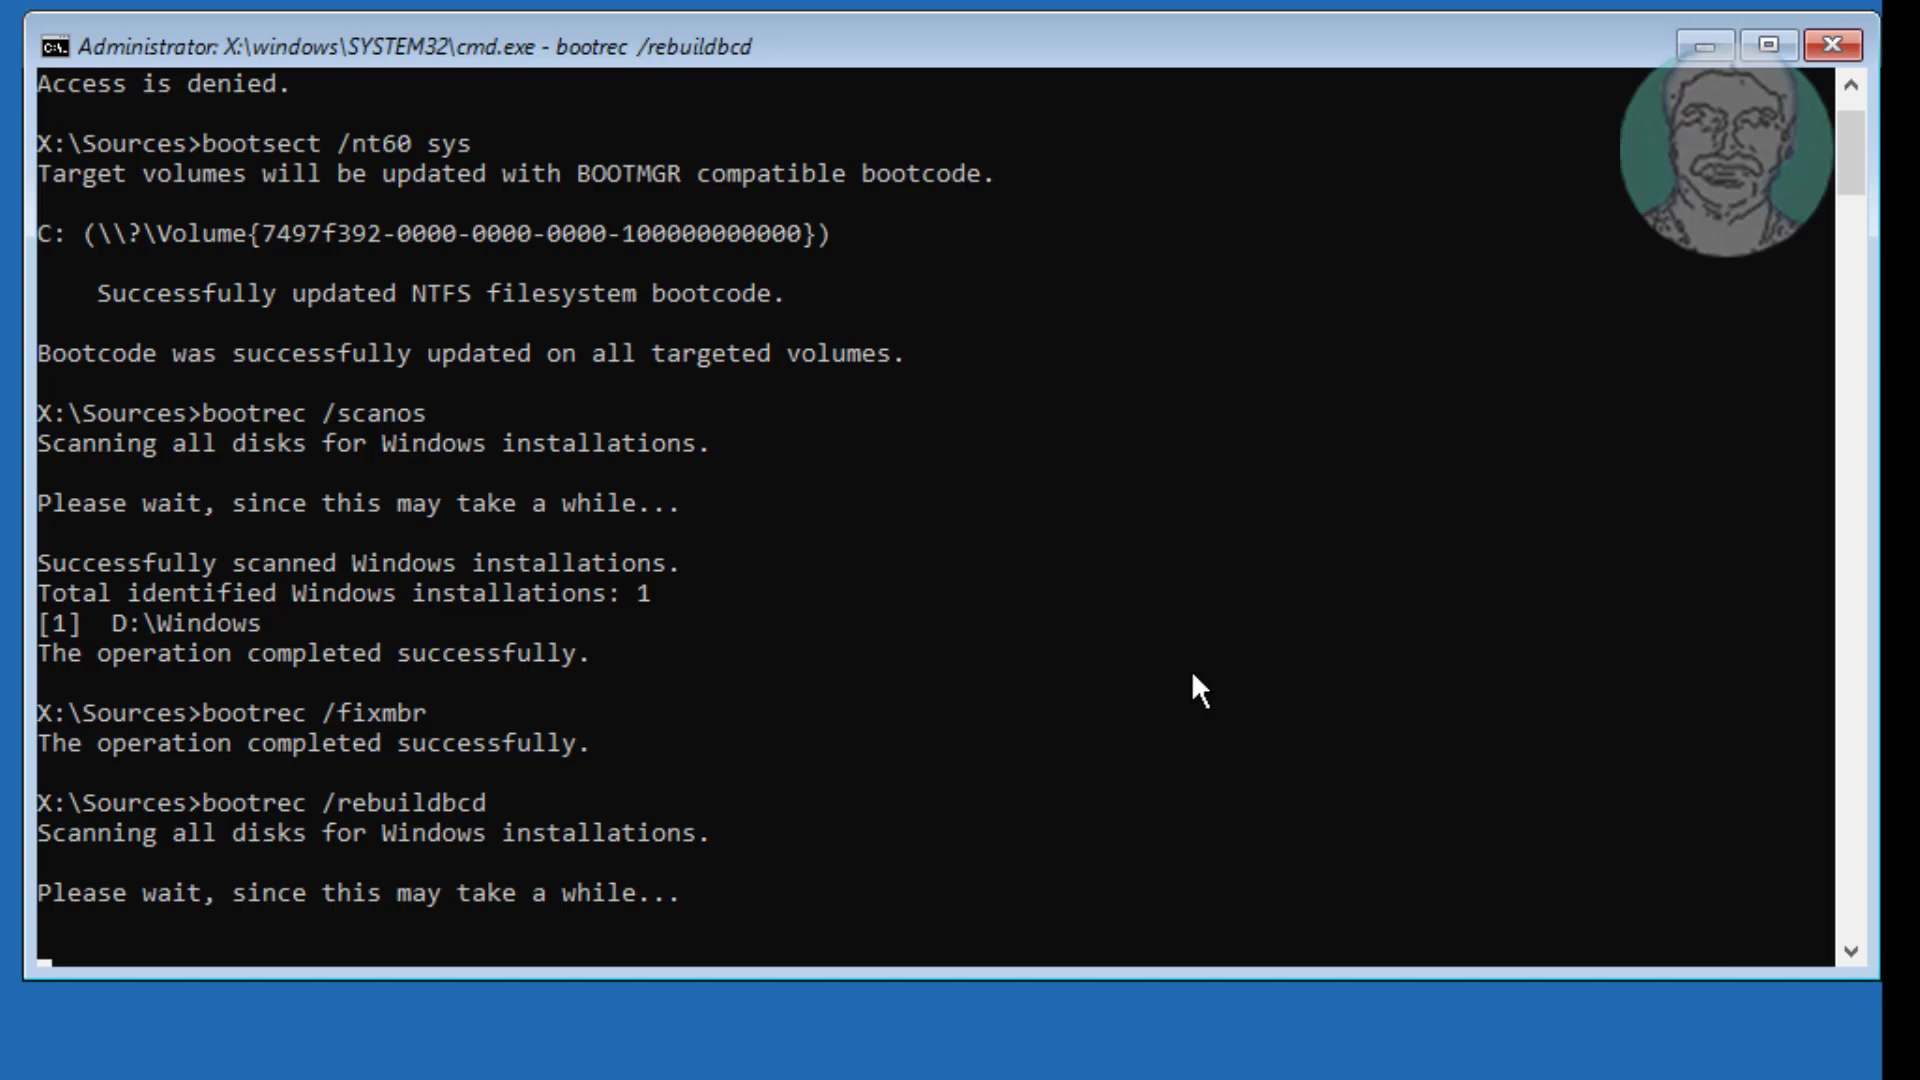 Administrator: X:\windows\SYSTEM32\cmd.exe - bootrec /rebuildbcd
Access is denied.
X:\Sources>bootsect /nt60 sys
Target volumes will be updated with BOOTMGR compatible bootcode.
C: (\\?\Volume{7497f392-0000-0000-0000-100000000000})
Successfully updated NTFS filesystem bootcode.
Bootcode was successfully updated on all targeted volumes.
X:\Sources>bootrec /scanos
Scanning all disks for Windows installations.
Please wait, since this may take a while...
Successfully scanned Windows installations.
Total identified Windows installations: 1
[1]  D:\Windows
The operation completed successfully.
X:\Sources>bootrec /fixmbr
The operation completed successfully.
X:\Sources>bootrec /rebuildbcd
Scanning all disks for Windows installations.
Please wait, since this may take a while...